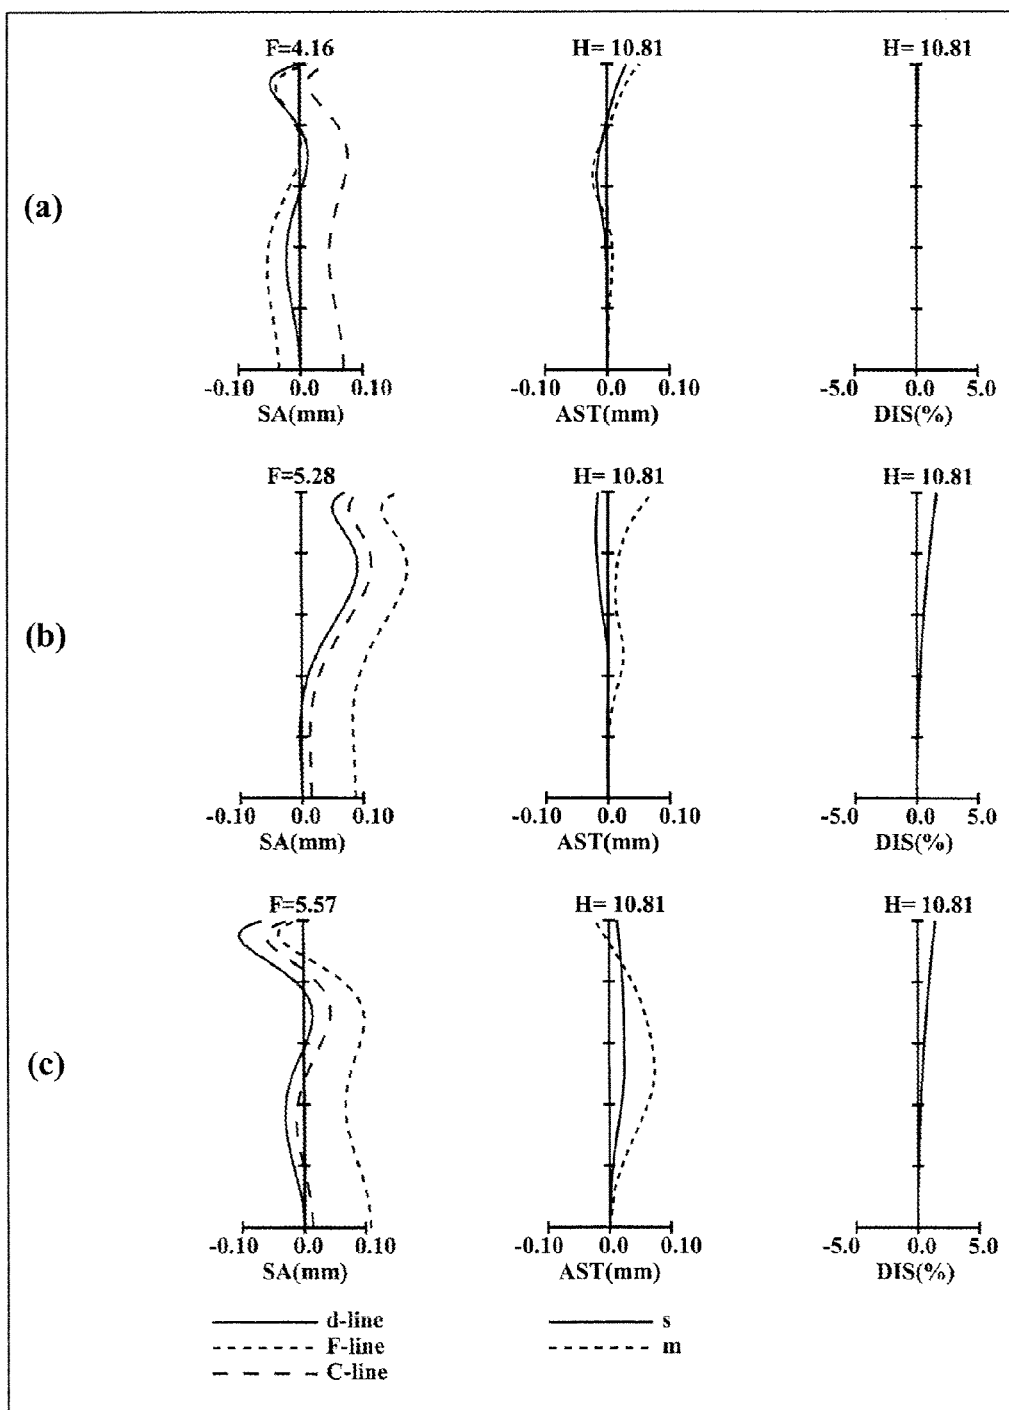 F=4.16 H= 10.81 H= 10.81
(a)
-0.10 0.0 0.10 -0.10 0.0 0.10 -5.0 0.0 5.0
SA(mm) AST(mm) DIS(%)
F=5.28 H= 10.81 H= 10.81
(b)
-0.10 0.0 0.10 -0.10 0.0 0.10 -5.0 0.0 5.0
SA(mm) AST(mm) DIS(%)
F=5.57 H= 10.81 H= 10.81
(c)
-0.10 0.0 0.10 -0.10 0.0 0.10 -5.0 0.0 5.0
SA(mm) AST(mm) DIS(%)
d-line s
F-line m
C-line